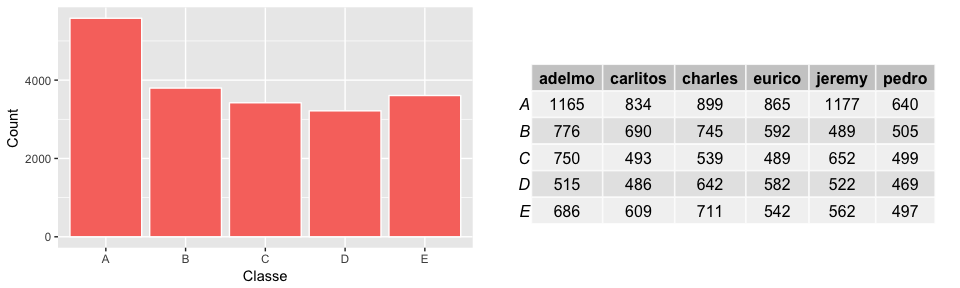 4000
2000
0
Count
A B C D E
Classe
adelmo carlitos charles eurico jeremy pedro
A 1165 834 899 865 1177 640
B 776 690 745 592 489 505
C 750 493 539 489 652 499
D 515 486 642 582 522 469
E 686 609 711 542 562 497